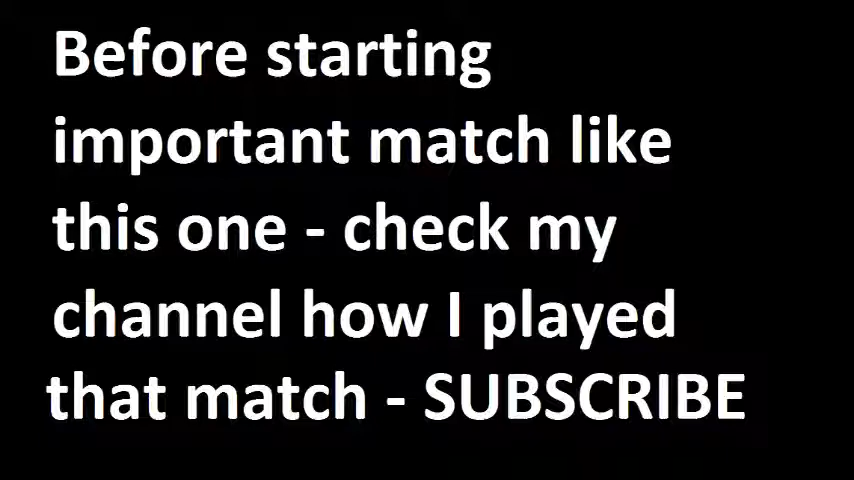 Before starting
important match like
this one - check my
channel how I played
that match - SUBSCRIBE